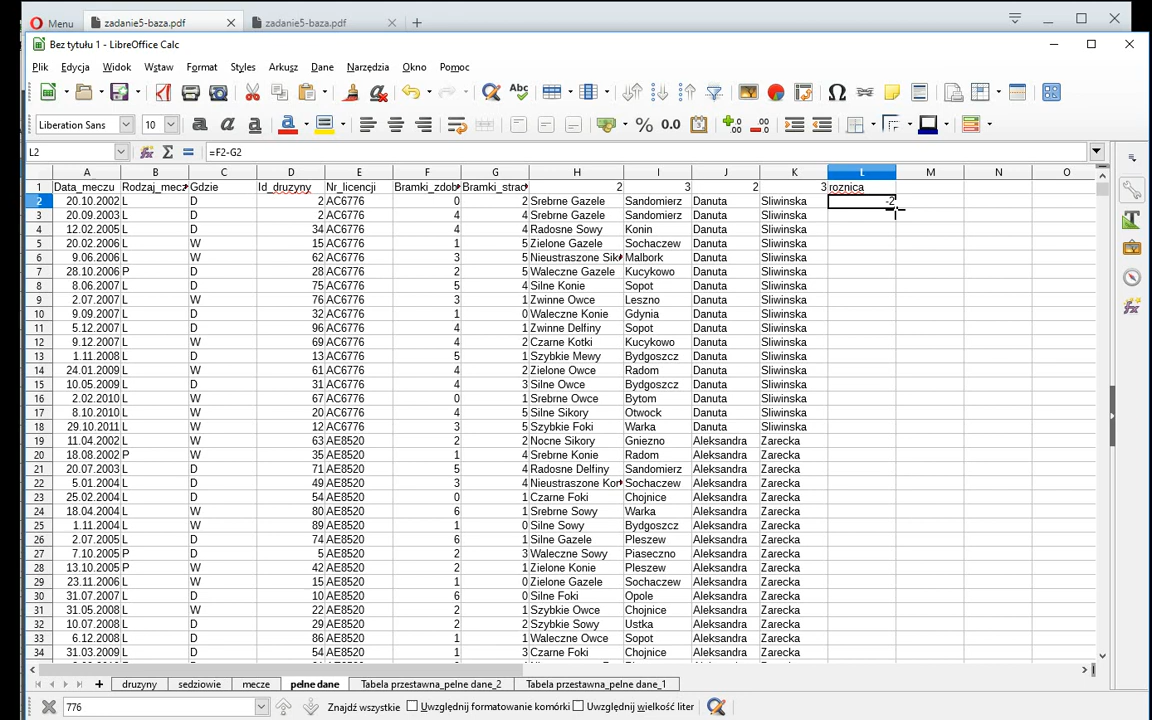 Menu zadanie5-baza.pdf zadanie5-baza.pdf
Bez tytułu 1 - LibreOffice Calc
Plik Edycja Widok Wstaw Format Styles Arkusz Dane Narzędzia Okno Pomoc
Liberation Sans 10
L2 =F2-G2
A B C D E F G H I J K L M N O
1 Data_meczu Rodzaj_mecz Gdzie Id_druzyny Nr_licencji Bramki_zdob Bramki_strac 2 3 2 3 roznica
2 20.10.2002 L D 2 AC6776 0 2 Srebrne Gazele Sandomierz Danuta Sliwinska -2
3 20.09.2003 L D 2 AC6776 4 4 Srebrne Gazele Sandomierz Danuta Sliwinska
4 12.02.2005 L D 34 AC6776 4 4 Radosne Sowy Konin Danuta Sliwinska
5 20.02.2006 L W 15 AC6776 1 5 Zielone Gazele Sochaczew Danuta Sliwinska
6 9.06.2006 L W 62 AC6776 3 5 Nieustraszone Sik Malbork Danuta Sliwinska
7 28.10.2006 P D 28 AC6776 2 5 Waleczne Gazele Kucykowo Danuta Sliwinska
8 8.06.2007 L D 75 AC6776 5 4 Silne Konie Sopot Danuta Sliwinska
9 2.07.2007 L W 76 AC6776 3 1 Zwinne Owce Leszno Danuta Sliwinska
10 9.09.2007 L D 32 AC6776 1 0 Waleczne Konie Gdynia Danuta Sliwinska
11 5.12.2007 L D 96 AC6776 4 1 Zwinne Delfiny Sopot Danuta Sliwinska
12 9.12.2007 L W 69 AC6776 4 2 Czarne Kotki Kucykowo Danuta Sliwinska
13 1.11.2008 L D 13 AC6776 5 1 Szybkie Mewy Bydgoszcz Danuta Sliwinska
14 24.01.2009 L W 61 AC6776 4 2 Zielone Owce Radom Danuta Sliwinska
15 10.05.2009 L D 31 AC6776 4 3 Silne Owce Bydgoszcz Danuta Sliwinska
16 2.02.2010 L W 67 AC6776 0 1 Srebrne Owce Bytom Danuta Sliwinska
17 8.10.2010 L W 20 AC6776 4 5 Silne Sikory Otwock Danuta Sliwinska
18 29.10.2011 L W 12 AC6776 3 5 Szybkie Foki Warka Danuta Sliwinska
19 11.04.2002 L W 63 AE8520 2 2 Nocne Sikory Gniezno Aleksandra Zarecka
20 18.08.2002 P W 35 AE8520 1 4 Srebrne Konie Radom Aleksandra Zarecka
21 20.07.2003 L D 71 AE8520 5 4 Radosne Delfiny Sandomierz Aleksandra Zarecka
22 5.01.2004 L D 49 AE8520 3 4 Nieustraszone Kor Sochaczew Aleksandra Zarecka
23 25.02.2004 L D 54 AE8520 0 1 Czarne Foki Chojnice Aleksandra Zarecka
24 18.04.2004 L W 80 AE8520 6 1 Srebrne Sowy Warka Aleksandra Zarecka
25 1.11.2004 L W 89 AE8520 1 0 Silne Sowy Bydgoszcz Aleksandra Zarecka
26 2.07.2005 L D 74 AE8520 6 1 Silne Gazele Pleszew Aleksandra Zarecka
27 7.10.2005 P D 5 AE8520 2 3 Waleczne Sowy Piaseczno Aleksandra Zarecka
28 13.10.2005 P W 42 AE8520 2 1 Zielone Konie Pleszew Aleksandra Zarecka
29 23.11.2006 L W 15 AE8520 1 0 Zielone Gazele Sochaczew Aleksandra Zarecka
30 31.07.2007 L D 10 AE8520 6 0 Silne Foki Opole Aleksandra Zarecka
31 31.05.2008 L W 22 AE8520 2 1 Szybkie Owce Chojnice Aleksandra Zarecka
32 10.07.2008 L D 29 AE8520 2 2 Szybkie Sowy Ustka Aleksandra Zarecka
33 6.12.2008 L D 86 AE8520 1 1 Waleczne Owce Sopot Aleksandra Zarecka
34 31.03.2009 L D 54 AE8520 1 3 Czarne Foki Chojnice Aleksandra Zarecka
druzyny sedziowie mecze pełne dane Tabela przestawna_pełne dane_2 Tabela przestawna_pełne dane_1
776 Znajdź wszystkie Uwzględnij formatowanie komórki Uwzględnij wielkość liter